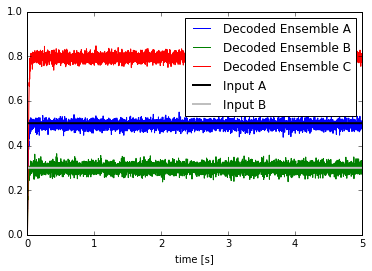 1.0
0.8
0.6
0.4
0.2
0.0
Decoded Ensemble A
Decoded Ensemble B
Decoded Ensemble C
Input A
Input B
0 1 2 3 4 5
time [s]